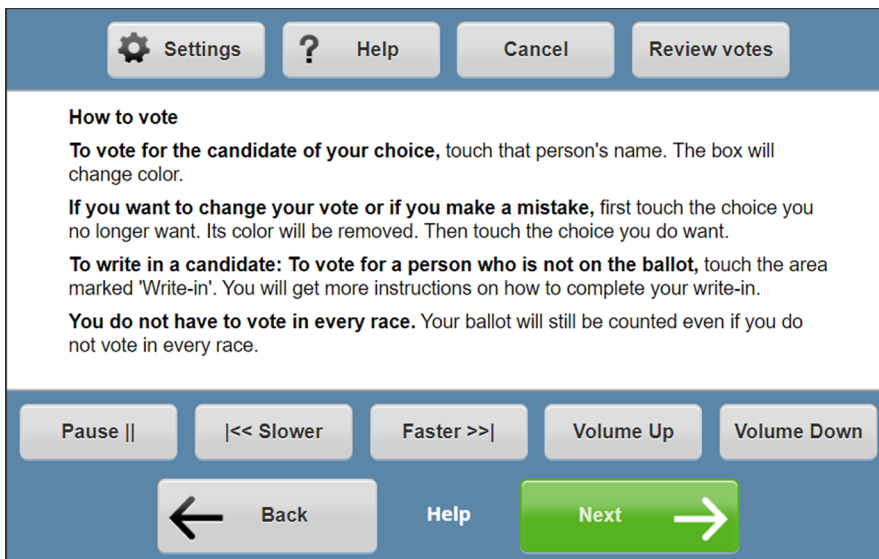 Settings
? Help
Cancel
Review votes
How to vote
To vote for the candidate of your choice, touch that person's name. The box will
change color.
If you want to change your vote or if you make a mistake, first touch the choice you
no longer want. Its color will be removed. Then touch the choice you do want.
To write in a candidate: To vote for a person who is not on the ballot, touch the area
marked 'Write-in'. You will get more instructions on how to complete your write-in.
You do not have to vote in every race. Your ballot will still be counted even if you do
not vote in every race.
Pause ||
|<< Slower
Faster >>|
Volume Up
Volume Down
Back
Help
Next